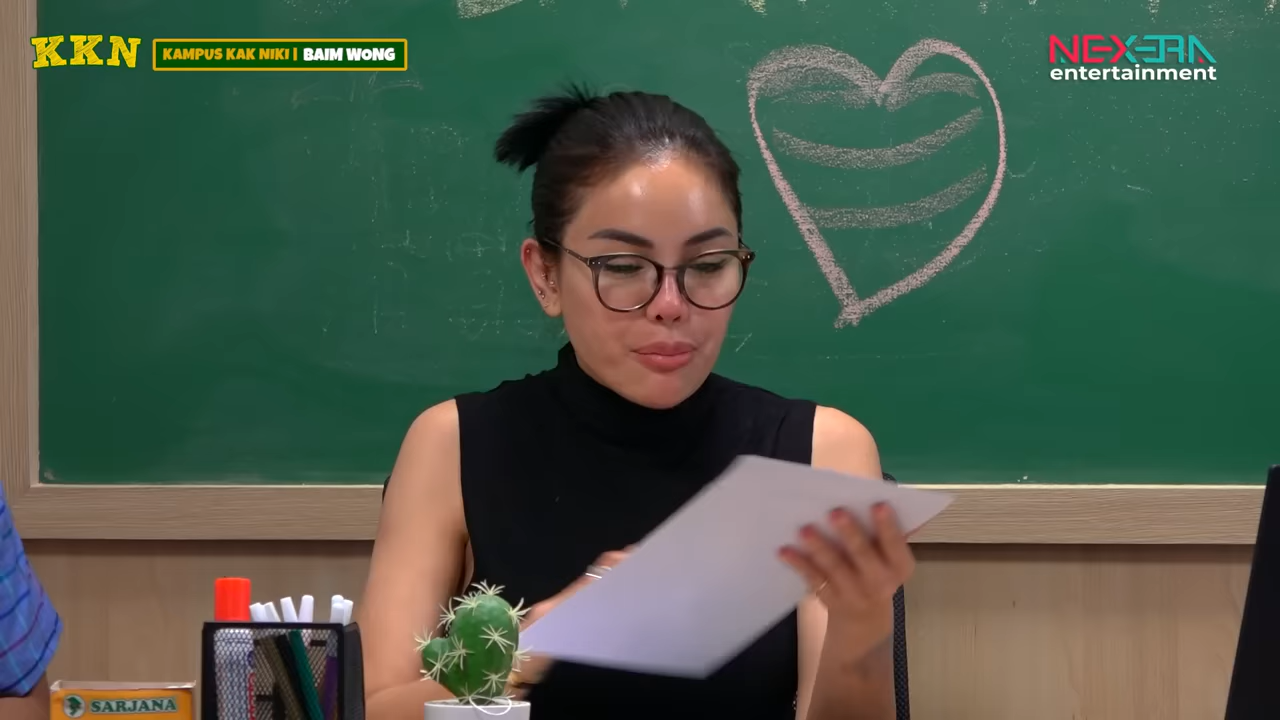 KKN
KAMPUS KAK NIKI | BAIM WONG
NEXERA
entertainment
SARJANA